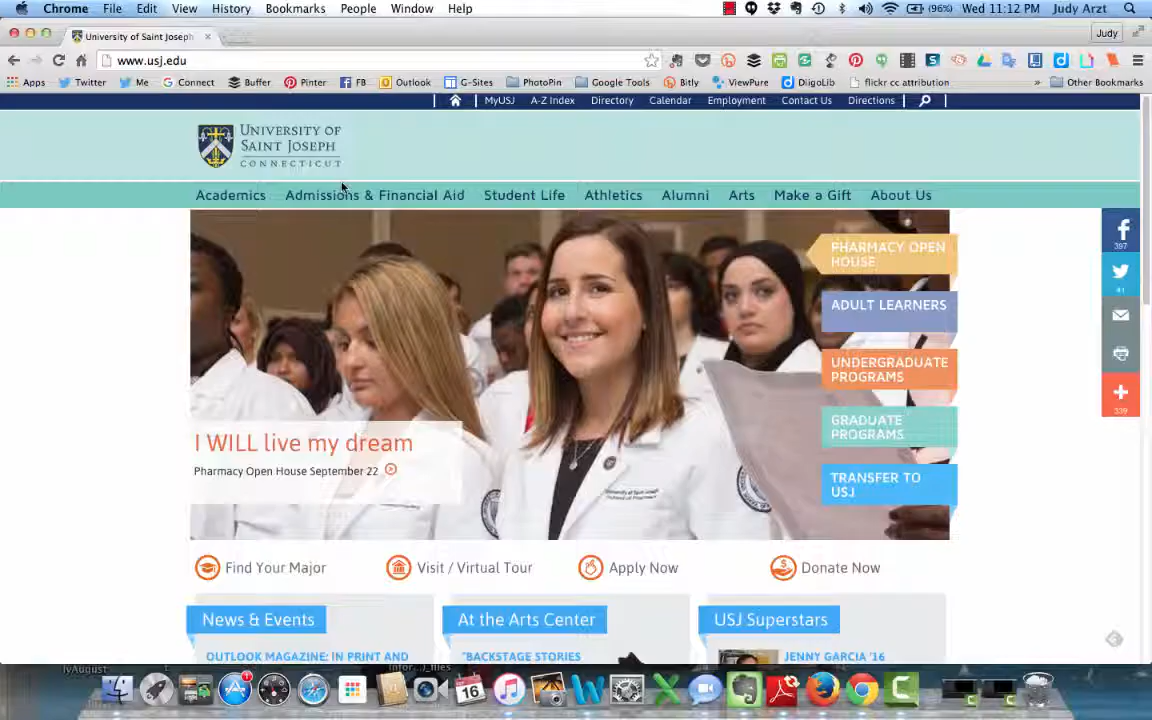 Chrome File Edit View History Bookmarks People Window Help (96%) Wed 11:12 PM Judy Arzt
University of Saint Joseph Judy
www.usj.edu
Apps Twitter Me Connect Buffer Pinter FB Outlook G-Sites PhotoPin Google Tools Bitly ViewPure DiigoLib flickr cc attribution » Other Bookmarks
MyUSJ A-Z Index Directory Calendar Employment Contact Us Directions
UNIVERSITY OF
SAINT JOSEPH
CONNECTICUT
Academics Admissions & Financial Aid Student Life Athletics Alumni Arts Make a Gift About Us
PHARMACY OPEN
HOUSE
ADULT LEARNERS
UNDERGRADUATE
PROGRAMS
GRADUATE
PROGRAMS
TRANSFER TO
USJ
397
41
339
I WILL live my dream
Pharmacy Open House September 22
Find Your Major Visit / Virtual Tour Apply Now Donate Now
News & Events At the Arts Center USJ Superstars
OUTLOOK MAGAZINE: IN PRINT AND "BACKSTAGE STORIES JENNY GARCIA '16
16